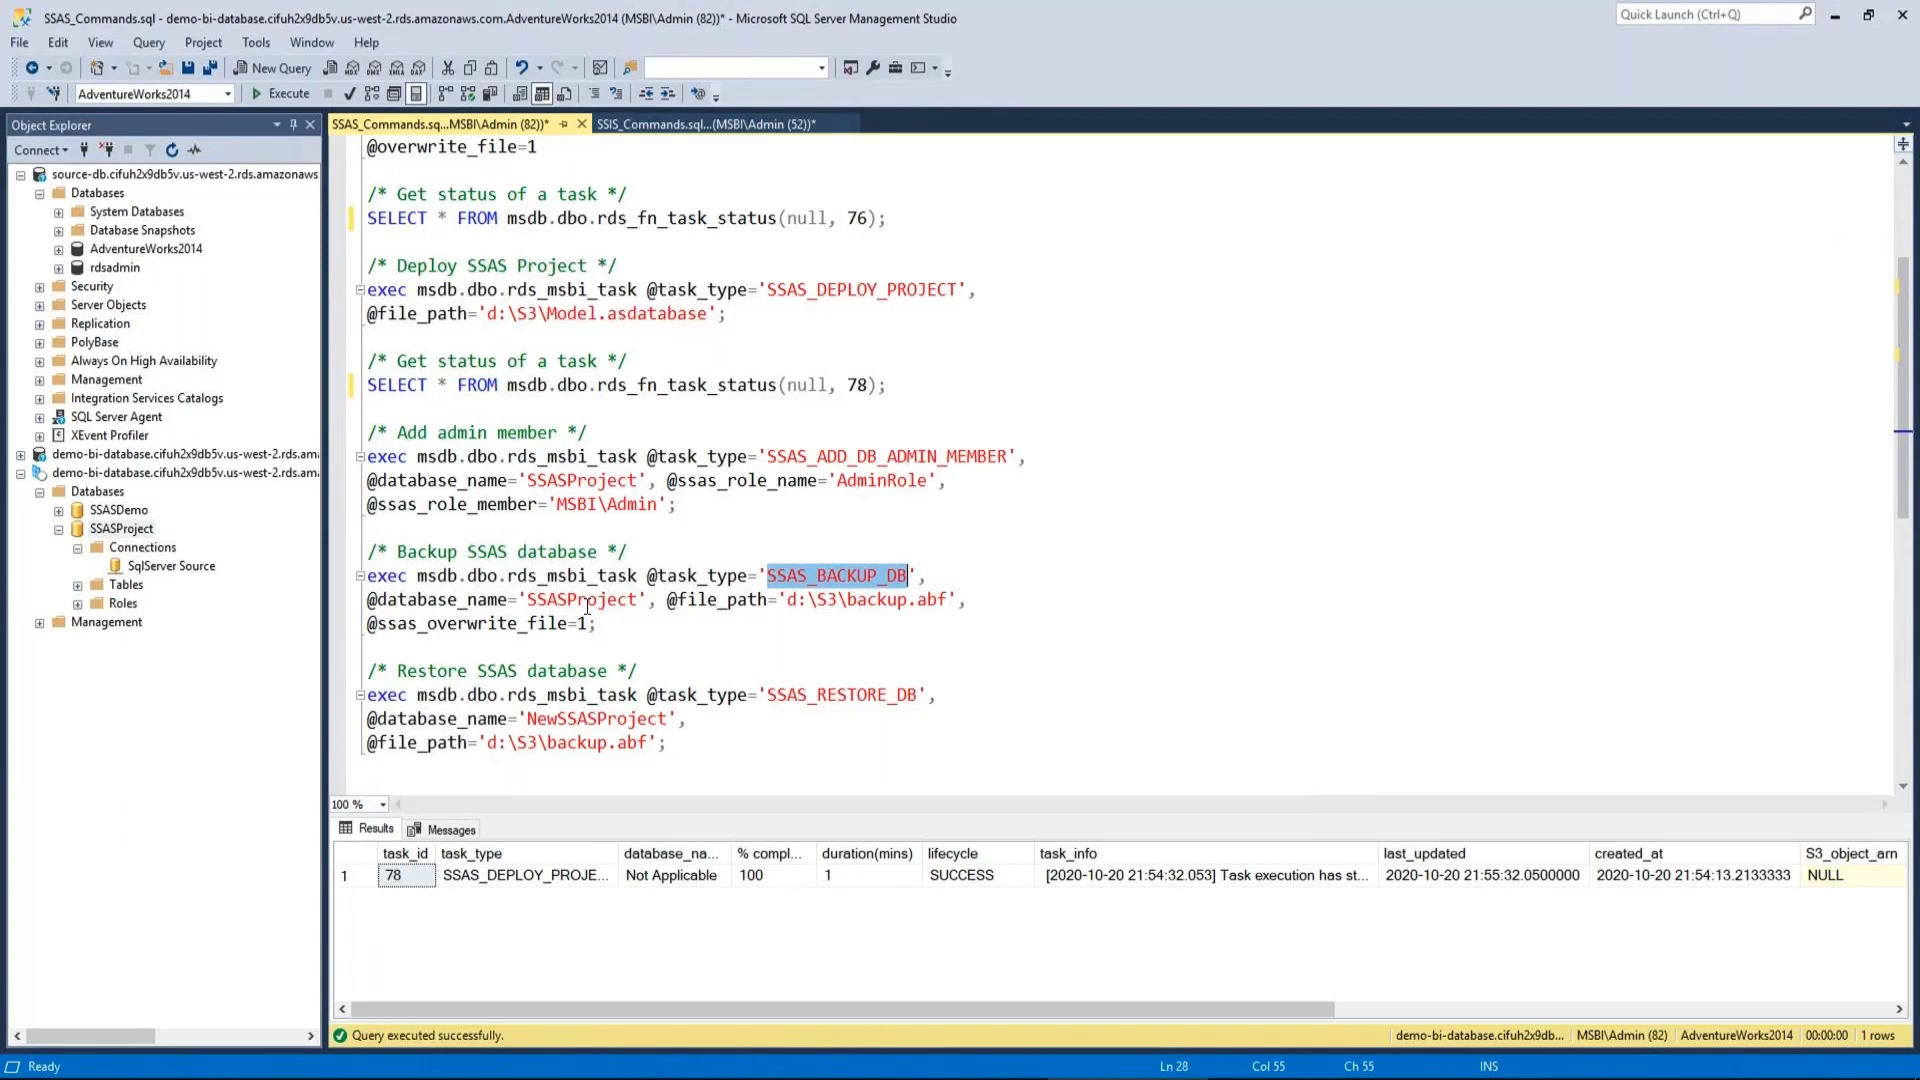 SSAS_Commands.sql - demo-bi-database.cifuh2x9db5v.us-west-2.rds.amazonaws.com.AdventureWorks2014 (MSBI\Admin (82))* - Microsoft SQL Server Management Studio
Quick Launch (Ctrl+Q)
File Edit View Query Project Tools Window Help
New Query
AdventureWorks2014 Execute
Object Explorer
SSAS_Commands.sq...MSBI\Admin (82))* SSIS_Commands.sql...(MSBI\Admin (52))*
Connect
source-db.cifuh2x9db5v.us-west-2.rds.amazonaws
Databases
System Databases
Database Snapshots
AdventureWorks2014
rdsadmin
Security
Server Objects
Replication
PolyBase
Always On High Availability
Management
Integration Services Catalogs
SQL Server Agent
XEvent Profiler
demo-bi-database.cifuh2x9db5v.us-west-2.rds.ama
demo-bi-database.cifuh2x9db5v.us-west-2.rds.ama
Databases
SSASDemo
SSASProject
Connections
SqlServer Source
Tables
Roles
Management
@overwrite_file=1
/* Get status of a task */
SELECT * FROM msdb.dbo.rds_fn_task_status(null, 76);
/* Deploy SSAS Project */
exec msdb.dbo.rds_msbi_task @task_type='SSAS_DEPLOY_PROJECT',
@file_path='d:\S3\Model.asdatabase';
/* Get status of a task */
SELECT * FROM msdb.dbo.rds_fn_task_status(null, 78);
/* Add admin member */
exec msdb.dbo.rds_msbi_task @task_type='SSAS_ADD_DB_ADMIN_MEMBER',
@database_name='SSASProject', @ssas_role_name='AdminRole',
@ssas_role_member='MSBI\Admin';
/* Backup SSAS database */
exec msdb.dbo.rds_msbi_task @task_type='SSAS_BACKUP_DB',
@database_name='SSASProject', @file_path='d:\S3\backup.abf',
@ssas_overwrite_file=1;
/* Restore SSAS database */
exec msdb.dbo.rds_msbi_task @task_type='SSAS_RESTORE_DB',
@database_name='NewSSASProject',
@file_path='d:\S3\backup.abf';
100 %
Results Messages
task_id task_type database_na... % compl... duration(mins) lifecycle task_info last_updated created_at S3_object_arn
1 78 SSAS_DEPLOY_PROJE... Not Applicable 100 1 SUCCESS [2020-10-20 21:54:32.053] Task execution has st... 2020-10-20 21:55:32.0500000 2020-10-20 21:54:13.2133333 NULL
Query executed successfully. demo-bi-database.cifuh2x9db... MSBI\Admin (82) AdventureWorks2014 00:00:00 1 rows
Ready Ln 28 Col 55 Ch 55 INS